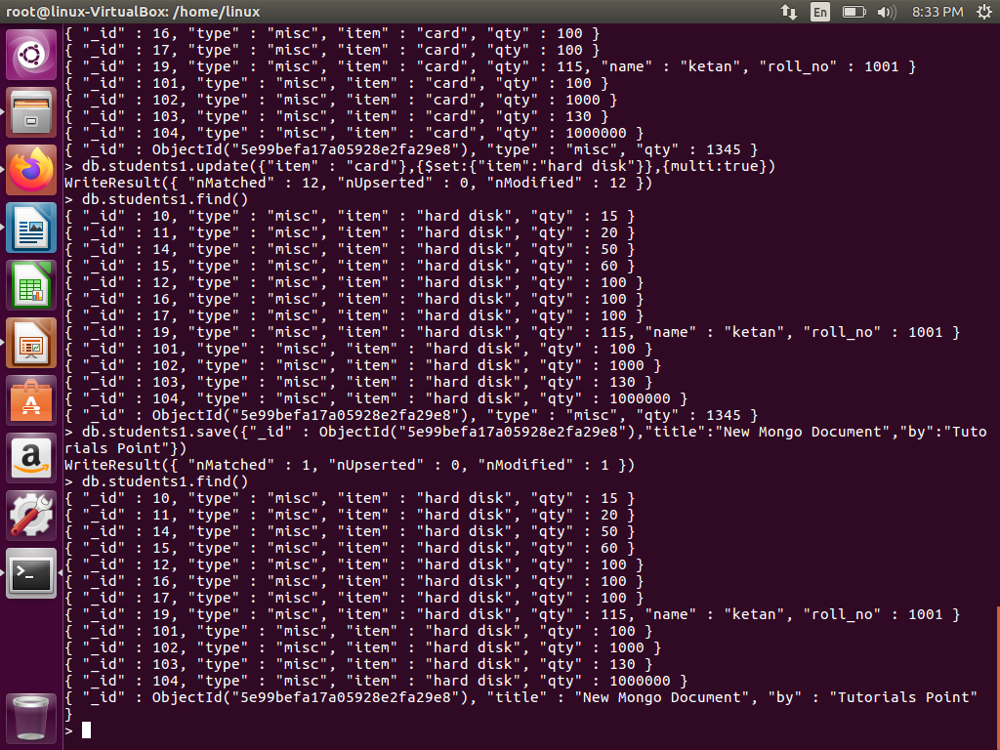 root@linux-VirtualBox: /home/linux
En
8:33 PM
{ "_id" : 16, "type" : "misc", "item" : "card", "qty" : 100 }
{ "_id" : 17, "type" : "misc", "item" : "card", "qty" : 100 }
{ "_id" : 19, "type" : "misc", "item" : "card", "qty" : 115, "name" : "ketan", "roll_no" : 1001 }
{ "_id" : 101, "type" : "misc", "item" : "card", "qty" : 100 }
{ "_id" : 102, "type" : "misc", "item" : "card", "qty" : 1000 }
{ "_id" : 103, "type" : "misc", "item" : "card", "qty" : 130 }
{ "_id" : 104, "type" : "misc", "item" : "card", "qty" : 1000000 }
{ "_id" : ObjectId("5e99befa17a05928e2fa29e8"), "type" : "misc", "qty" : 1345 }
> db.students1.update({"item" : "card"},{$set:{"item":"hard disk"}},{multi:true})
WriteResult({ "nMatched" : 12, "nUpserted" : 0, "nModified" : 12 })
> db.students1.find()
{ "_id" : 10, "type" : "misc", "item" : "hard disk", "qty" : 15 }
{ "_id" : 11, "type" : "misc", "item" : "hard disk", "qty" : 20 }
{ "_id" : 14, "type" : "misc", "item" : "hard disk", "qty" : 50 }
{ "_id" : 15, "type" : "misc", "item" : "hard disk", "qty" : 60 }
{ "_id" : 12, "type" : "misc", "item" : "hard disk", "qty" : 100 }
{ "_id" : 16, "type" : "misc", "item" : "hard disk", "qty" : 100 }
{ "_id" : 17, "type" : "misc", "item" : "hard disk", "qty" : 100 }
{ "_id" : 19, "type" : "misc", "item" : "hard disk", "qty" : 115, "name" : "ketan", "roll_no" : 1001 }
{ "_id" : 101, "type" : "misc", "item" : "hard disk", "qty" : 100 }
{ "_id" : 102, "type" : "misc", "item" : "hard disk", "qty" : 1000 }
{ "_id" : 103, "type" : "misc", "item" : "hard disk", "qty" : 130 }
{ "_id" : 104, "type" : "misc", "item" : "hard disk", "qty" : 1000000 }
{ "_id" : ObjectId("5e99befa17a05928e2fa29e8"), "type" : "misc", "qty" : 1345 }
> db.students1.save({"_id" : ObjectId("5e99befa17a05928e2fa29e8"),"title":"New Mongo Document","by":"Tuto
rials Point"})
WriteResult({ "nMatched" : 1, "nUpserted" : 0, "nModified" : 1 })
> db.students1.find()
{ "_id" : 10, "type" : "misc", "item" : "hard disk", "qty" : 15 }
{ "_id" : 11, "type" : "misc", "item" : "hard disk", "qty" : 20 }
{ "_id" : 14, "type" : "misc", "item" : "hard disk", "qty" : 50 }
{ "_id" : 15, "type" : "misc", "item" : "hard disk", "qty" : 60 }
{ "_id" : 12, "type" : "misc", "item" : "hard disk", "qty" : 100 }
{ "_id" : 16, "type" : "misc", "item" : "hard disk", "qty" : 100 }
{ "_id" : 17, "type" : "misc", "item" : "hard disk", "qty" : 100 }
{ "_id" : 19, "type" : "misc", "item" : "hard disk", "qty" : 115, "name" : "ketan", "roll_no" : 1001 }
{ "_id" : 101, "type" : "misc", "item" : "hard disk", "qty" : 100 }
{ "_id" : 102, "type" : "misc", "item" : "hard disk", "qty" : 1000 }
{ "_id" : 103, "type" : "misc", "item" : "hard disk", "qty" : 130 }
{ "_id" : 104, "type" : "misc", "item" : "hard disk", "qty" : 1000000 }
{ "_id" : ObjectId("5e99befa17a05928e2fa29e8"), "title" : "New Mongo Document", "by" : "Tutorials Point"
}
>